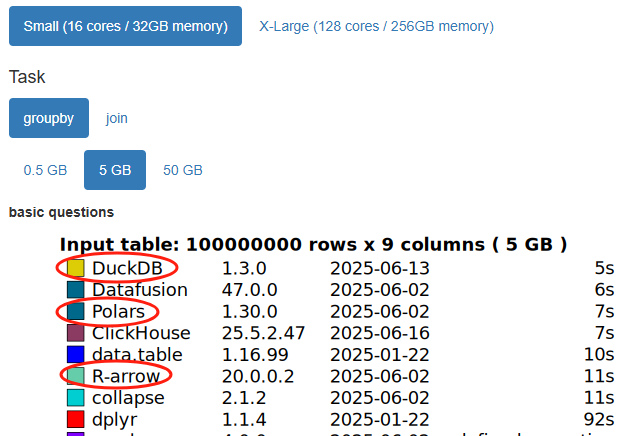 Small (16 cores / 32GB memory) X-Large (128 cores / 256GB memory)
Task
groupby join
0.5 GB 5 GB 50 GB
basic questions
Input table: 100000000 rows x 9 columns ( 5 GB )
DuckDB 1.3.0 2025-06-13 5s
Datafusion 47.0.0 2025-06-02 6s
Polars 1.30.0 2025-06-02 7s
ClickHouse 25.5.2.47 2025-06-16 7s
data.table 1.16.99 2025-01-22 10s
R-arrow 20.0.0.2 2025-06-02 11s
collapse 2.1.2 2025-06-02 11s
dplyr 1.1.4 2025-01-22 92s